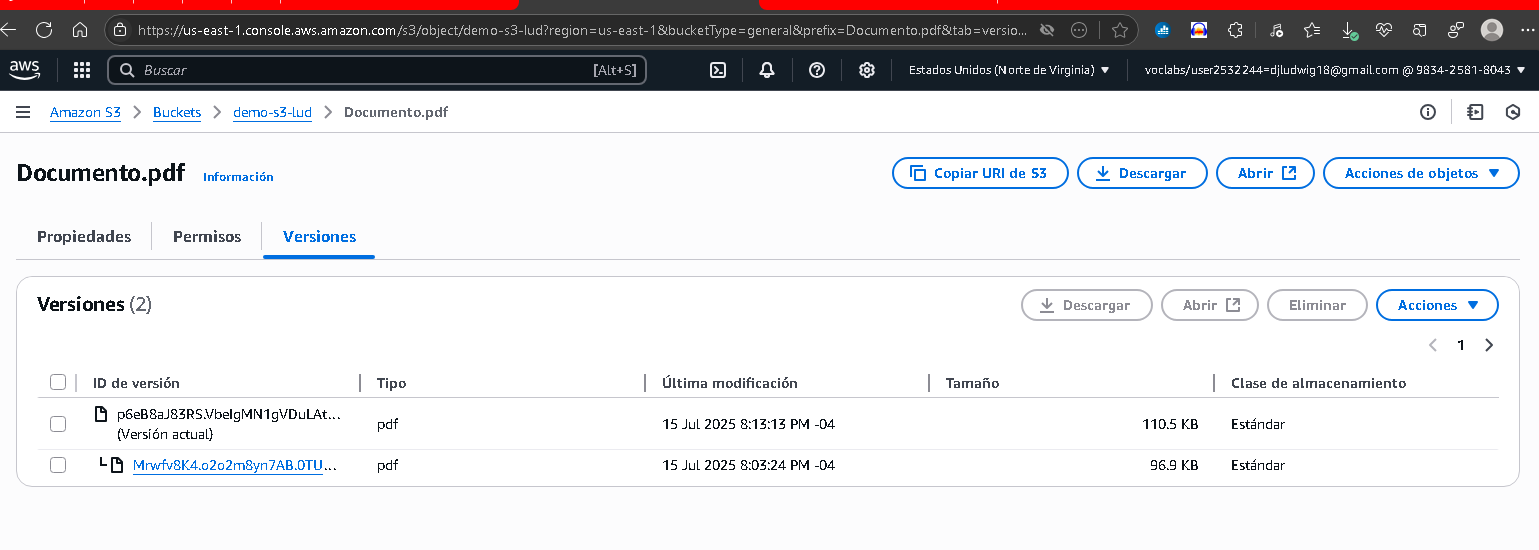 https://us-east-1.console.aws.amazon.com/s3/object/demo-s3-lud?region=us-east-1&bucketType=general&prefix=Documento.pdf&tab=versio...
aws Buscar [Alt+S] Estados Unidos (Norte de Virginia) voclabs/user2532244=djludwig18@gmail.com @ 9834-2581-8043
Amazon S3 Buckets demo-s3-lud Documento.pdf
Documento.pdf Información Copiar URI de S3 Descargar Abrir Acciones de objetos
Propiedades Permisos Versiones
Versiones (2) Descargar Abrir Eliminar Acciones
1
ID de versión Tipo Última modificación Tamaño Clase de almacenamiento
p6eB8aJ83RS.VbeIgMN1gVDuLAt... pdf 15 Jul 2025 8:13:13 PM -04 110.5 KB Estándar
(Versión actual)
Mrwfv8K4.o2o2m8yn7AB.0TU... pdf 15 Jul 2025 8:03:24 PM -04 96.9 KB Estándar